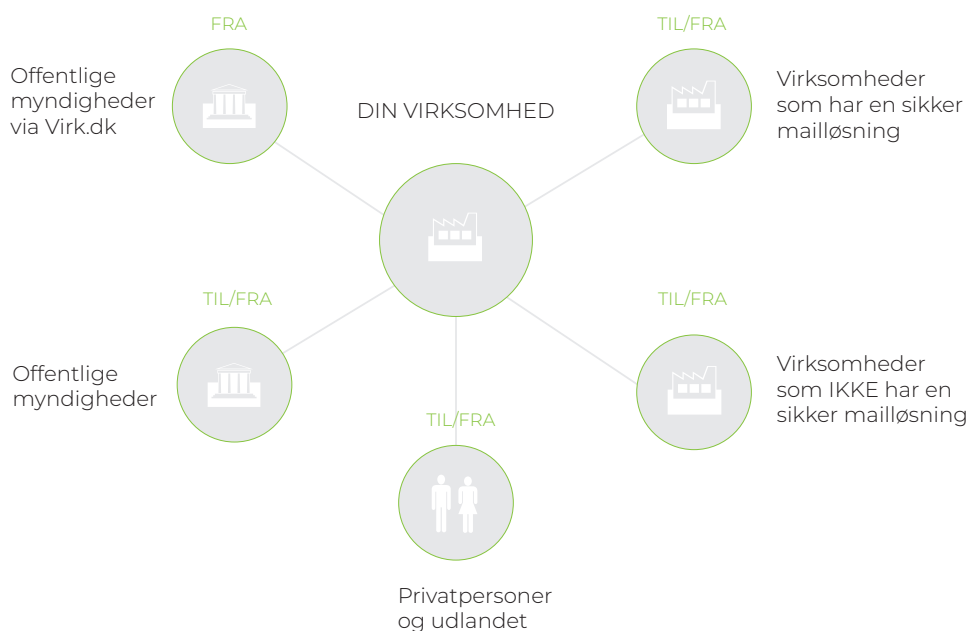 FRA
Offentlige
myndigheder
via Virk.dk
DIN VIRKSOMHED
TIL/FRA
Virksomheder
som har en sikker
mailløsning
TIL/FRA
Offentlige
myndigheder
TIL/FRA
Virksomheder
som IKKE har en
sikker mailløsning
TIL/FRA
Privatpersoner
og udlandet